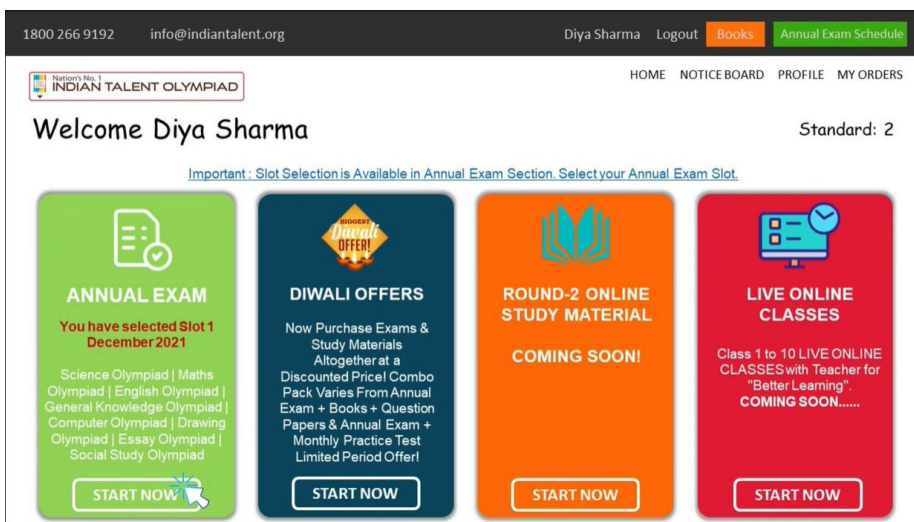 1800 266 9192 info@indiantalent.org Diya Sharma Logout Books Annual Exam Schedule
Nation's No. 1
INDIAN TALENT OLYMPIAD
HOME NOTICE BOARD PROFILE MY ORDERS
Welcome Diya Sharma Standard: 2
Important : Slot Selection is Available in Annual Exam Section. Select your Annual Exam Slot.
ANNUAL EXAM
You have selected Slot 1
December 2021
Science Olympiad | Maths
Olympiad | English Olympiad |
General Knowledge Olympiad |
Computer Olympiad | Drawing
Olympiad | Essay Olympiad |
Social Study Olympiad
START NOW
BIGGEST
Diwali
OFFER!
DIWALI OFFERS
Now Purchase Exams &
Study Materials
Altogether at a
Discounted Price! Combo
Pack Varies From Annual
Exam + Books + Question
Papers & Annual Exam +
Monthly Practice Test
Limited Period Offer!
START NOW
ROUND-2 ONLINE
STUDY MATERIAL
COMING SOON!
START NOW
LIVE ONLINE
CLASSES
Class 1 to 10 LIVE ONLINE
CLASSES with Teacher for
"Better Learning".
COMING SOON......
START NOW